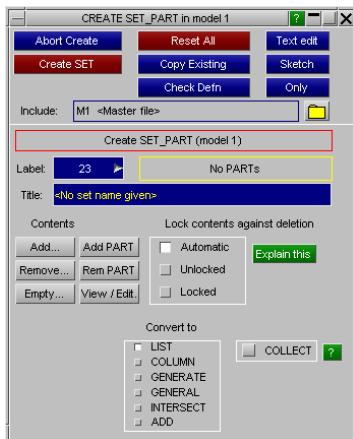 CREATE SET_PART in model 1 ?
Abort Create Reset All Text edit
Create SET Copy Existing Sketch
Check Defn Only
Include: M1 <Master file>
Create SET_PART (model 1)
Label: 23 No PARTs
Title: <No set name given>
Contents Lock contents against deletion
Add... Add PART Automatic Explain this
Remove... Rem PART Unlocked
Empty... View / Edit. Locked
Convert to
LIST COLLECT ?
COLUMN
GENERATE
GENERAL
INTERSECT
ADD